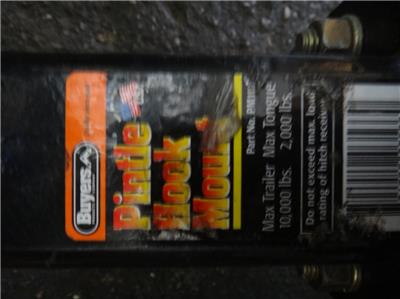 Buyers
Pintle
Hook
Mount
Part No.
Max Trailer Max Tongue
10,000 lbs. 2,000 lbs.
Do not exceed max. load
rating of hitch receiver